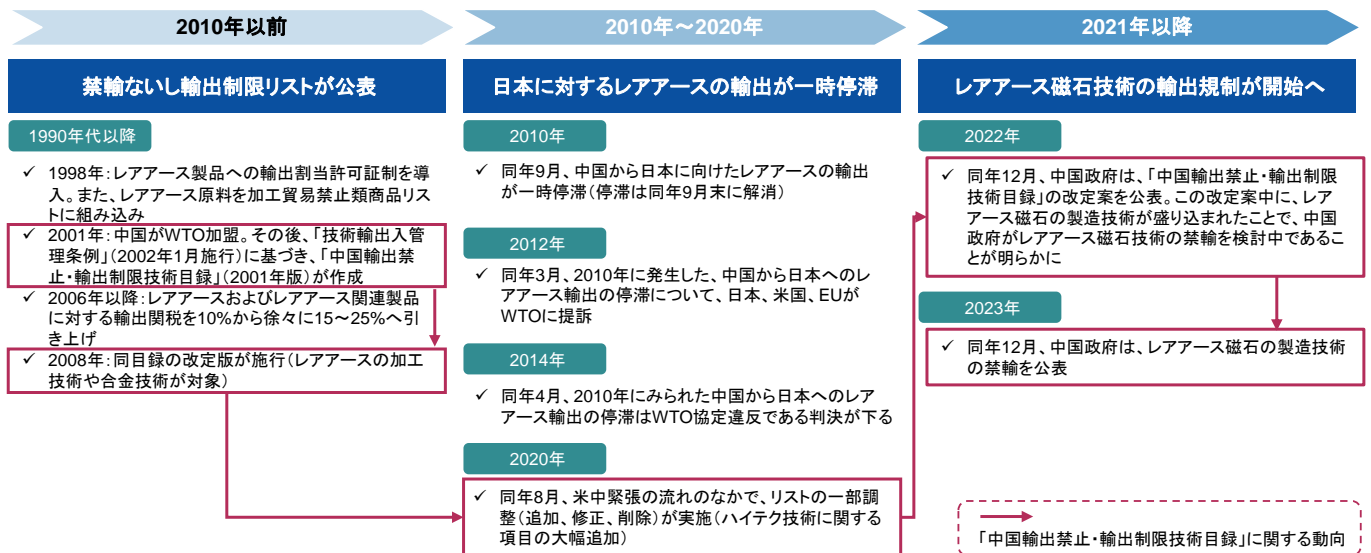 2010年以前
禁輸ないし輸出制限リストが公表
1990年代以降
✓ 1998年：レアアース製品への輸出割当許可証制を導
入。また、レアアース原料を加工貿易禁止類商品リス
トに組み込み
✓ 2001年：中国がWTO加盟。その後、「技術輸出入管
理条例」（2002年1月施行）に基づき、「中国輸出禁
止・輸出制限技術目録」（2001年版）が作成
✓ 2006年以降：レアアースおよびレアアース関連製品
に対する輸出関税を10%から徐々に15～25%へ引
き上げ
✓ 2008年：同目録の改定版が施行（レアアースの加工
技術や合金技術が対象）
2010年～2020年
日本に対するレアアースの輸出が一時停滞
2010年
✓ 同年9月、中国から日本に向けたレアアースの輸出
が一時停滞（停滞は同年9月末に解消）
2012年
✓ 同年3月、2010年に発生した、中国から日本へのレ
アアース輸出の停滞について、日本、米国、EUが
WTOに提訴
2014年
✓ 同年4月、2010年にみられた中国から日本へのレア
アース輸出の停滞はWTO協定違反である判決が下る
2020年
✓ 同年8月、米中緊張の流れのなかで、リストの一部調
整（追加、修正、削除）が実施（ハイテク技術に関する
項目の大幅追加）
2021年以降
レアアース磁石技術の輸出規制が開始へ
2022年
✓ 同年12月、中国政府は、「中国輸出禁止・輸出制限
技術目録」の改定案を公表。この改定案中に、レア
アース磁石の製造技術が盛り込まれたことで、中国
政府がレアアース磁石技術の禁輸を検討中であるこ
とが明らかに
2023年
✓ 同年12月、中国政府は、レアアース磁石の製造技術
の禁輸を公表
「中国輸出禁止・輸出制限技術目録」に関する動向